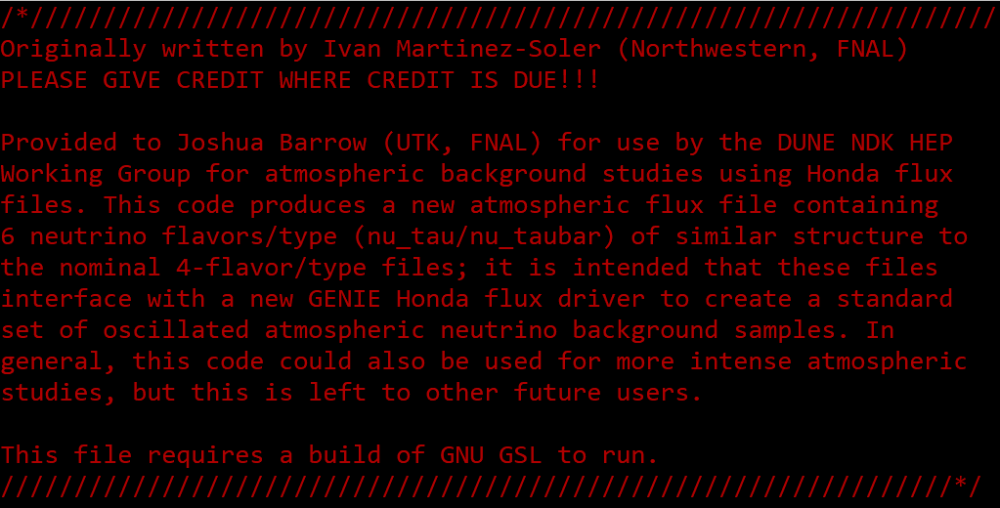 /*//////////////////////////////////////////////////////////////////
Originally written by Ivan Martinez-Soler (Northwestern, FNAL)
PLEASE GIVE CREDIT WHERE CREDIT IS DUE!!!
Provided to Joshua Barrow (UTK, FNAL) for use by the DUNE NDK HEP
Working Group for atmospheric background studies using Honda flux
files. This code produces a new atmospheric flux file containing
6 neutrino flavors/type (nu_tau/nu_taubar) of similar structure to
the nominal 4-flavor/type files; it is intended that these files
interface with a new GENIE Honda flux driver to create a standard
set of oscillated atmospheric neutrino background samples. In
general, this code could also be used for more intense atmospheric
studies, but this is left to other future users.
This file requires a build of GNU GSL to run.
/////////////////////////////////////////////////////////////////*/